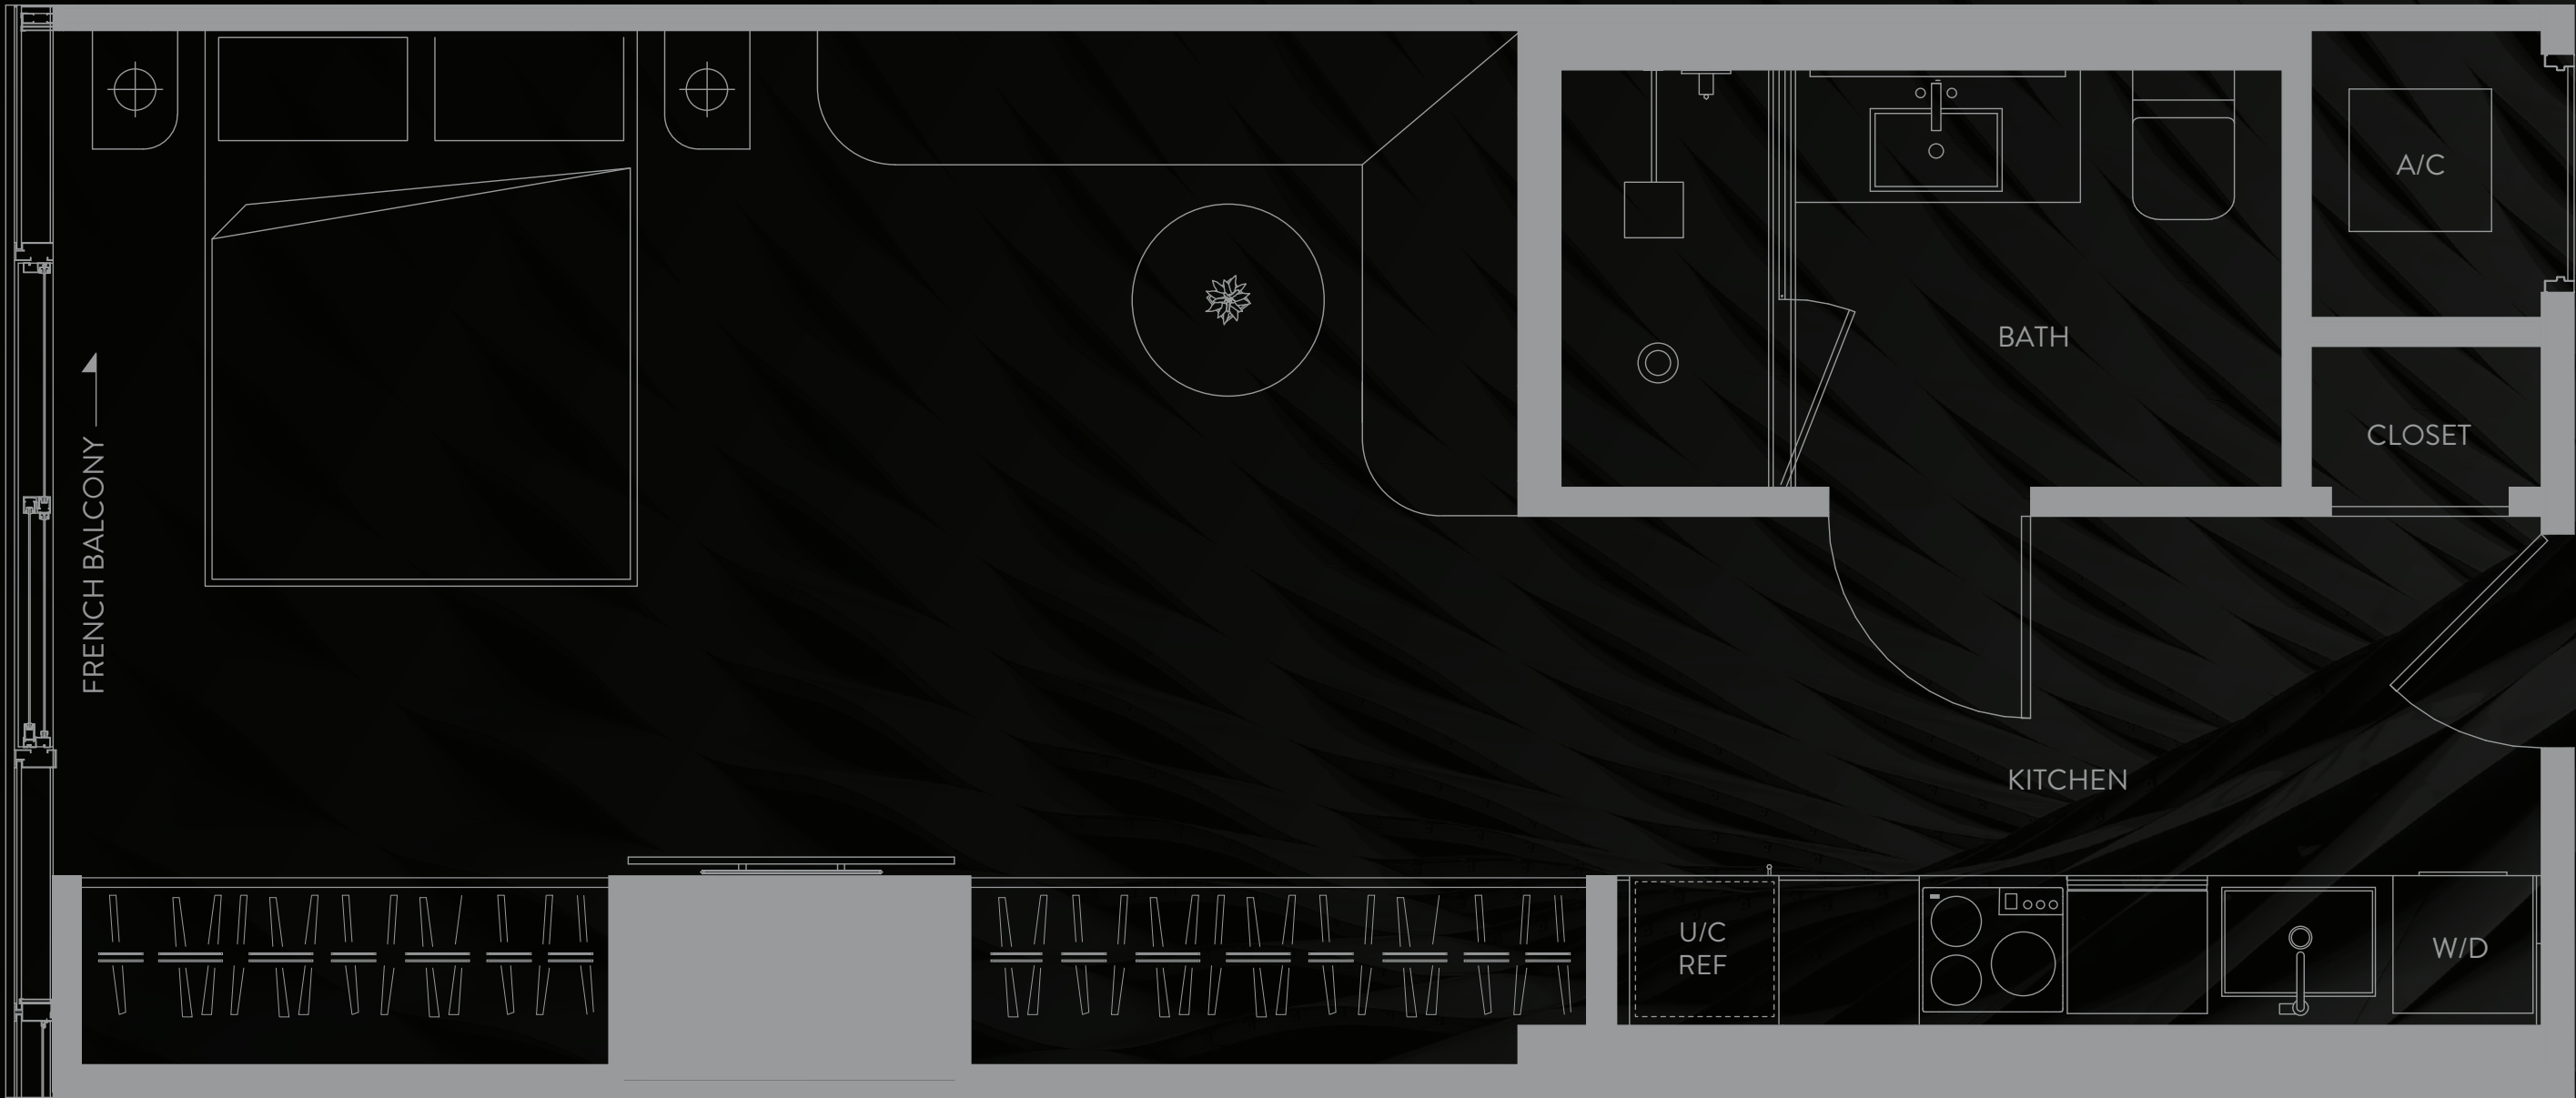 A/C
BATH
CLOSET
FRENCH BALCONY
KITCHEN
U/C
REF
W/D